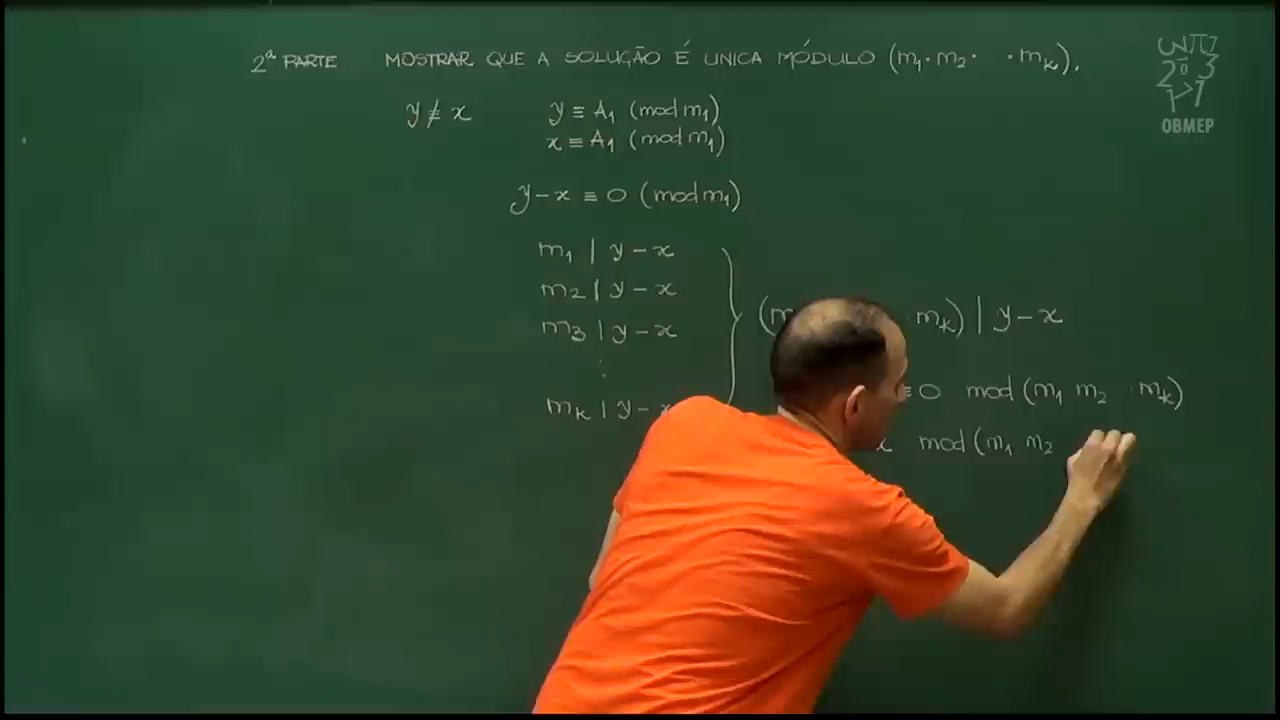 2ª PARTE MOSTRAR QUE A SOLUÇÃO É UNICA MÓDULO (m₁·m₂· ·mₖ).
y ≢ x y ≡ A₁ (mod m₁)
x ≡ A₁ (mod m₁)
y - x ≡ 0 (mod m₁)
m₁ | y - x
m₂ | y - x
m₃ | y - x
⋮
mₖ | y - x
(m mₖ) | y - x
≡ 0 mod (m₁ m₂ ·mₖ)
x mod (m₁ m₂
OBMEP